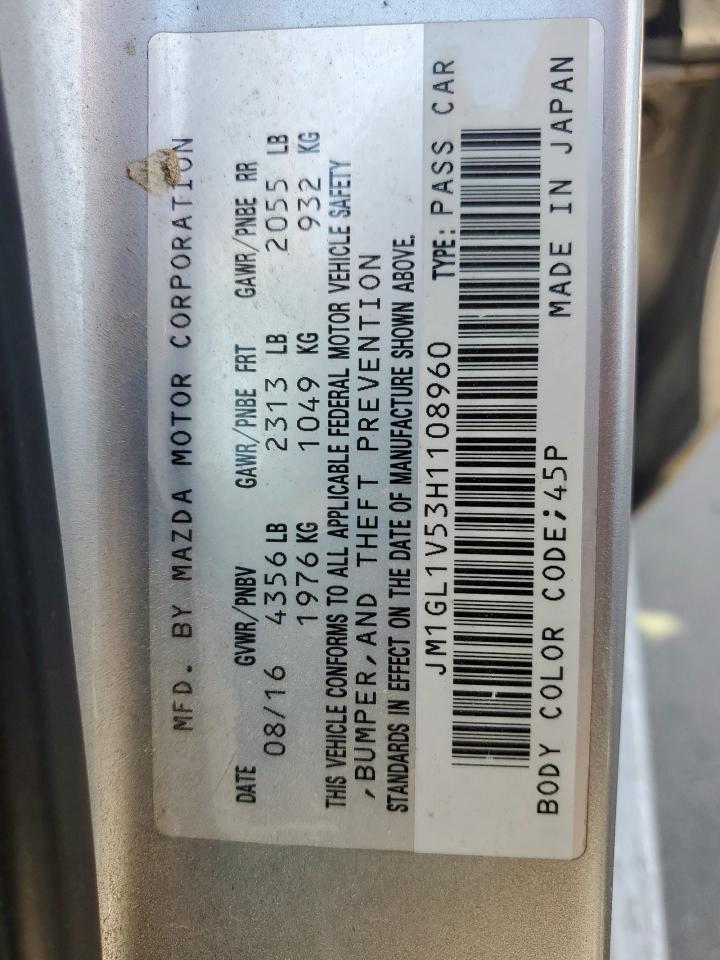 MFD. BY MAZDA MOTOR CORPORATION
DATE GVWR/PNBV GAWR/PNBE FRT GAWR/PNBE RR
08/16 4356 LB 2313 LB 2055 LB
1976 KG 1049 KG 932 KG
THIS VEHICLE CONFORMS TO ALL APPLICABLE FEDERAL MOTOR VEHICLE SAFETY
,BUMPER,AND THEFT PREVENTION
STANDARDS IN EFFECT ON THE DATE OF MANUFACTURE SHOWN ABOVE.
JM1GL1V53H1108960 TYPE: PASS CAR
BODY COLOR CODE;45P MADE IN JAPAN